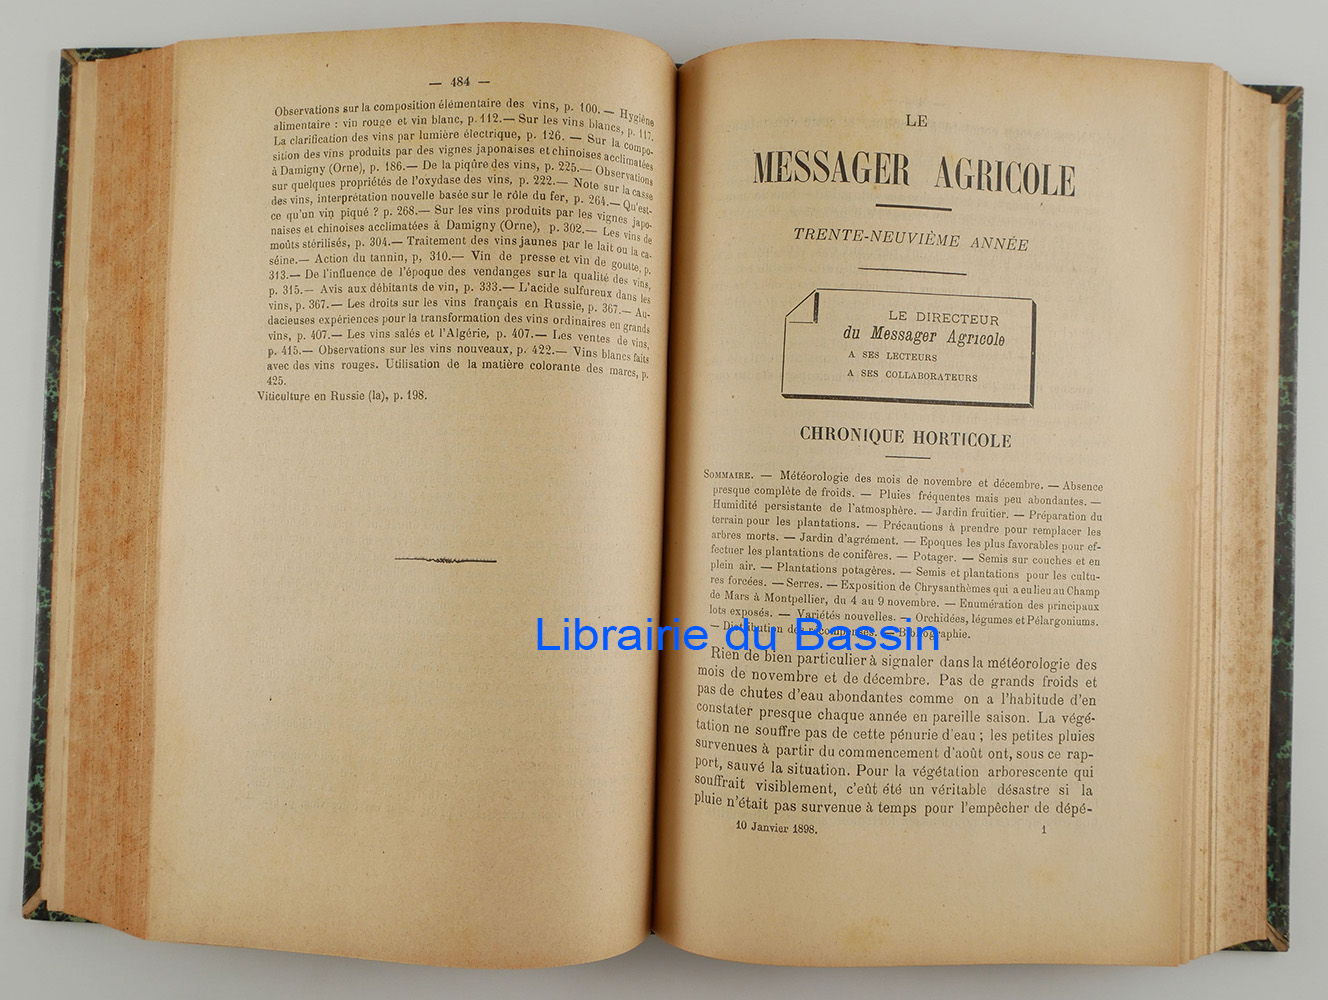 — 484 —
Observations sur la composition élémentaire des vins, p. 100. — Hygiène
alimentaire : vin rouge et vin blanc, p. 112. — Sur les vins blancs, p. 117.
La clarification des vins par lumière électrique, p. 126. — Sur la compo-
sition des vins produits par des vignes japonaises et chinoises acclimatées
à Damigny (Orne), p. 186. — De la piqûre des vins, p. 225. — Observations
sur quelques propriétés de l'oxydase des vins, p. 222. — Note sur la casse
des vins, interprétation nouvelle basée sur le rôle du fer, p. 264. — Qu'est-
ce qu'un vin piqué ? p. 268. — Sur les vins produits par les vignes japo-
naises et chinoises acclimatées à Damigny (Orne), p. 302. — Les vins de
moûts stérilisés, p. 304. — Traitement des vins jaunes par le lait ou la ca-
séine. — Action du tannin, p, 310. — Vin de presse et vin de goutte, p.
313. — De l'influence de l'époque des vendanges sur la qualité des vins,
p. 315. — Avis aux débitants de vin, p. 333. — L'acide sulfureux dans les
vins, p. 367. — Les droits sur les vins français en Russie, p. 367. — Au-
dacieuses expériences pour la transformation des vins ordinaires en grands
vins, p. 407. — Les vins salés et l'Algérie, p. 407. — Les ventes de vins,
p. 415. — Observations sur les vins nouveaux, p. 422. — Vins blancs faits
avec des vins rouges. Utilisation de la matière colorante des marcs, p.
425.
Viticulture en Russie (la), p. 198.
LE
MESSAGER AGRICOLE
TRENTE-NEUVIÈME ANNÉE
LE DIRECTEUR
du Messager Agricole
A SES LECTEURS
A SES COLLABORATEURS
CHRONIQUE HORTICOLE
SOMMAIRE. — Météorologie des mois de novembre et décembre. — Absence
presque complète de froids. — Pluies fréquentes mais peu abondantes. —
Humidité persistante de l'atmosphère. — Jardin fruitier. — Préparation du
terrain pour les plantations. — Précautions à prendre pour remplacer les
arbres morts. — Jardin d'agrément. — Epoques les plus favorables pour ef-
fectuer les plantations de conifères. — Potager. — Semis sur couches et en
plein air. — Plantations potagères. — Semis et plantations pour les cultu-
res forcées. — Serres. — Exposition de Chrysanthèmes qui a eu lieu au Champ
de Mars à Montpellier, du 4 au 9 novembre. — Enumération des principaux
lots exposés. — Variétés nouvelles. — Orchidées, légumes et Pélargoniums.
— Distribution des récompenses. — Bibliographie.
Librairie du Bassin
Rien de bien particulier à signaler dans la météorologie des
mois de novembre et de décembre. Pas de grands froids et
pas de chutes d'eau abondantes comme on a l'habitude d'en
constater presque chaque année en pareille saison. La végé-
tation ne souffre pas de cette pénurie d'eau ; les petites pluies
survenues à partir du commencement d'août ont, sous ce rap-
port, sauvé la situation. Pour la végétation arborescente qui
souffrait visiblement, c'eût été un véritable désastre si la
pluie n'était pas survenue à temps pour l'empêcher de dépé-
10 Janvier 1898. 1